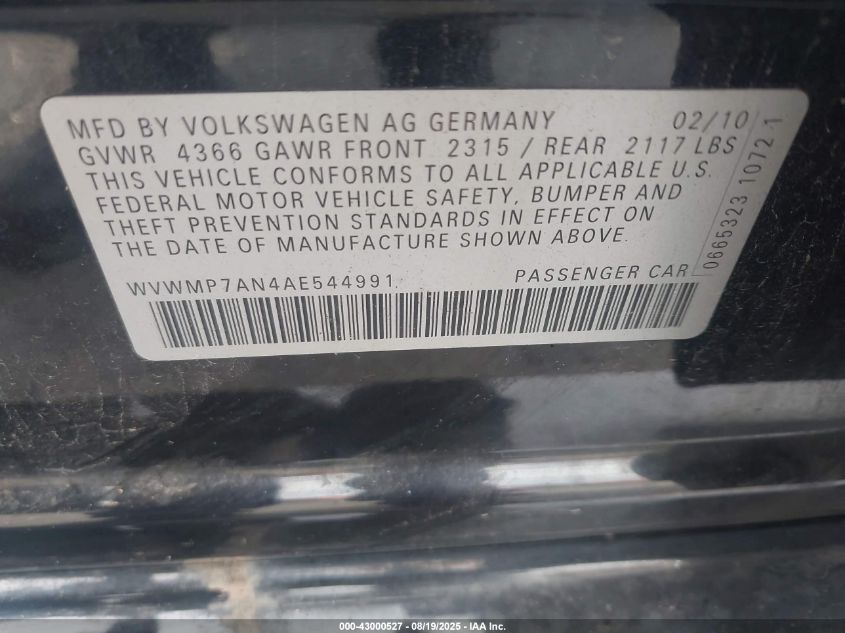 MFD BY VOLKSWAGEN AG GERMANY 02/10
GVWR 4366 GAWR FRONT 2315 / REAR 2117 LBS
THIS VEHICLE CONFORMS TO ALL APPLICABLE U.S.
FEDERAL MOTOR VEHICLE SAFETY, BUMPER AND
THEFT PREVENTION STANDARDS IN EFFECT ON
THE DATE OF MANUFACTURE SHOWN ABOVE.
WVWMP7AN4AE544991 PASSENGER CAR
0665323 1072 1
000-43000527 - 08/19/2025 - IAA Inc.